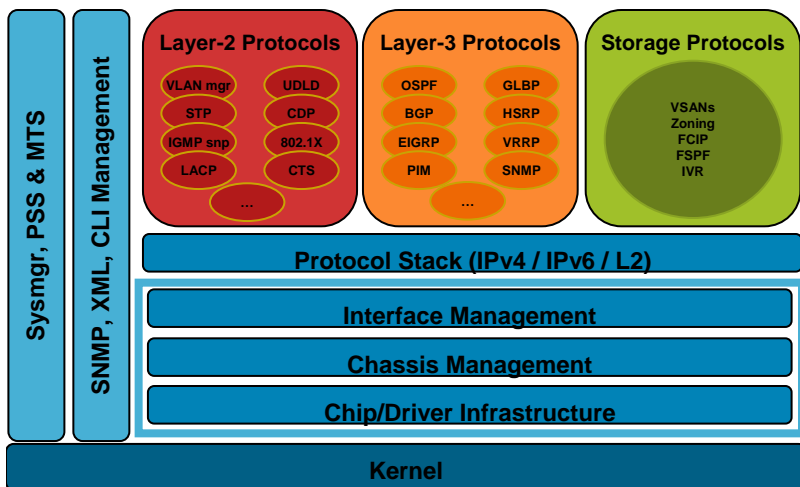 Sysmgr, PSS & MTS
SNMP, XML, CLI Management
Layer-2 Protocols
VLAN mgr
UDLD
STP
CDP
IGMP snp
802.1X
LACP
CTS
...
Layer-3 Protocols
OSPF
GLBP
BGP
HSRP
EIGRP
VRRP
PIM
SNMP
...
Storage Protocols
VSANs
Zoning
FCIP
FSPF
IVR
Protocol Stack (IPv4 / IPv6 / L2)
Interface Management
Chassis Management
Chip/Driver Infrastructure
Kernel